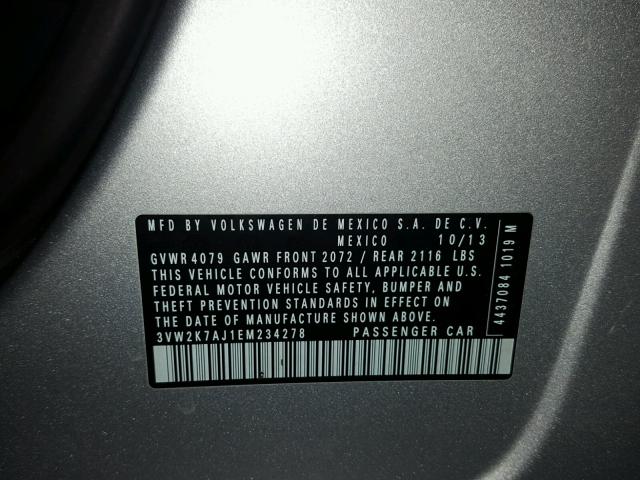 MFD BY VOLKSWAGEN DE MEXICO S.A. DE C.V.
MEXICO 10/13
GVWR 4079 GAWR FRONT 2072 / REAR 2116 LBS
THIS VEHICLE CONFORMS TO ALL APPLICABLE U.S.
FEDERAL MOTOR VEHICLE SAFETY, BUMPER AND
THEFT PREVENTION STANDARDS IN EFFECT ON
THE DATE OF MANUFACTURE SHOWN ABOVE.
3VW2K7AJ1EM234278 PASSENGER CAR
4437084 1019 M